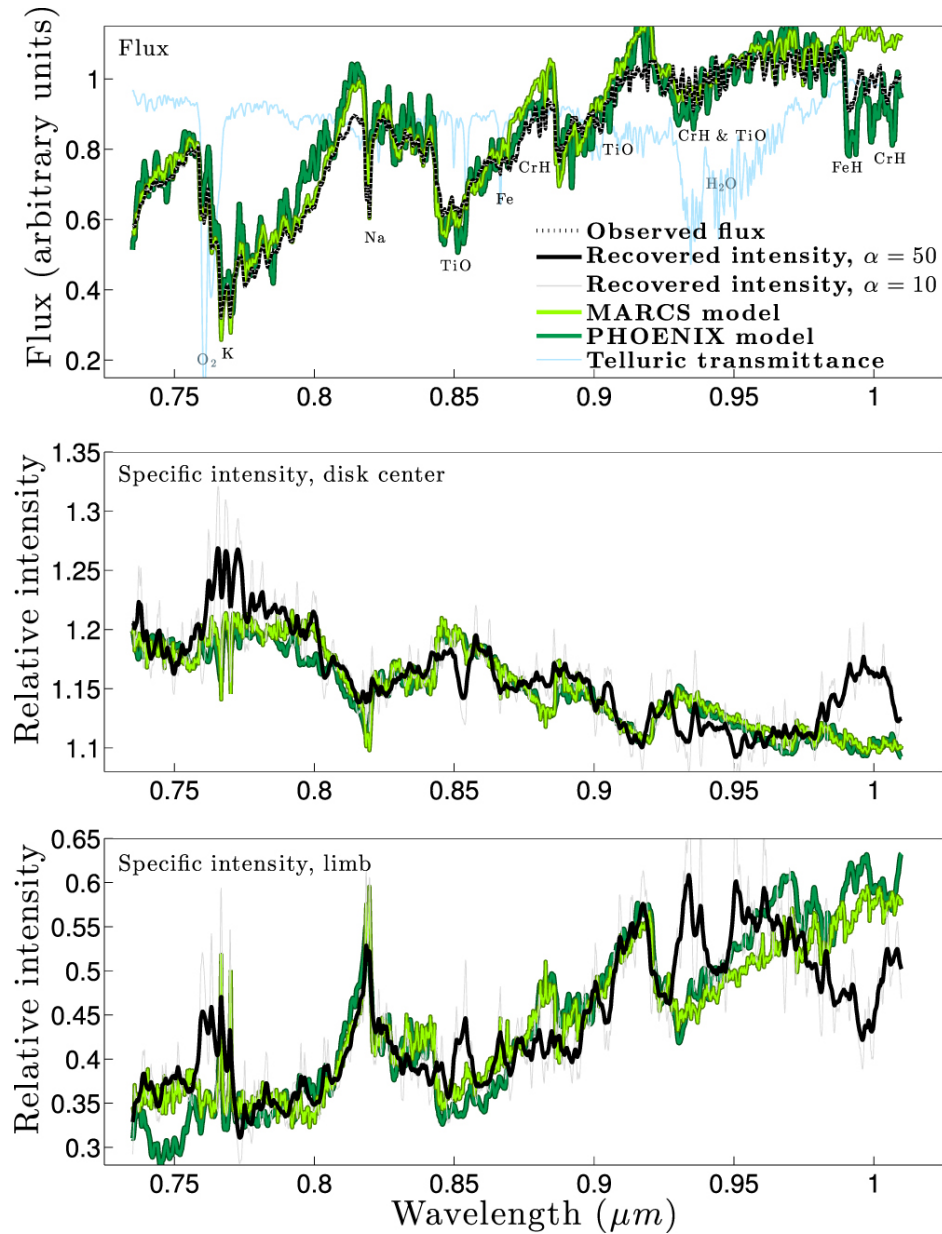 Flux
Flux (arbitrary units)
1
0.8
0.6
0.4
0.2
O₂
K
Na
TiO
Fe
CrH
TiO
CrH & TiO
H₂O
FeH
CrH
Observed flux
Recovered intensity, α = 50
Recovered intensity, α = 10
MARCS model
PHOENIX model
Telluric transmittance
0.75 0.8 0.85 0.9 0.95 1
Specific intensity, disk center
Relative intensity
1.35
1.3
1.25
1.2
1.15
1.1
0.75 0.8 0.85 0.9 0.95 1
Specific intensity, limb
Relative intensity
0.65
0.6
0.55
0.5
0.45
0.4
0.35
0.3
0.75 0.8 0.85 0.9 0.95 1
Wavelength (μm)